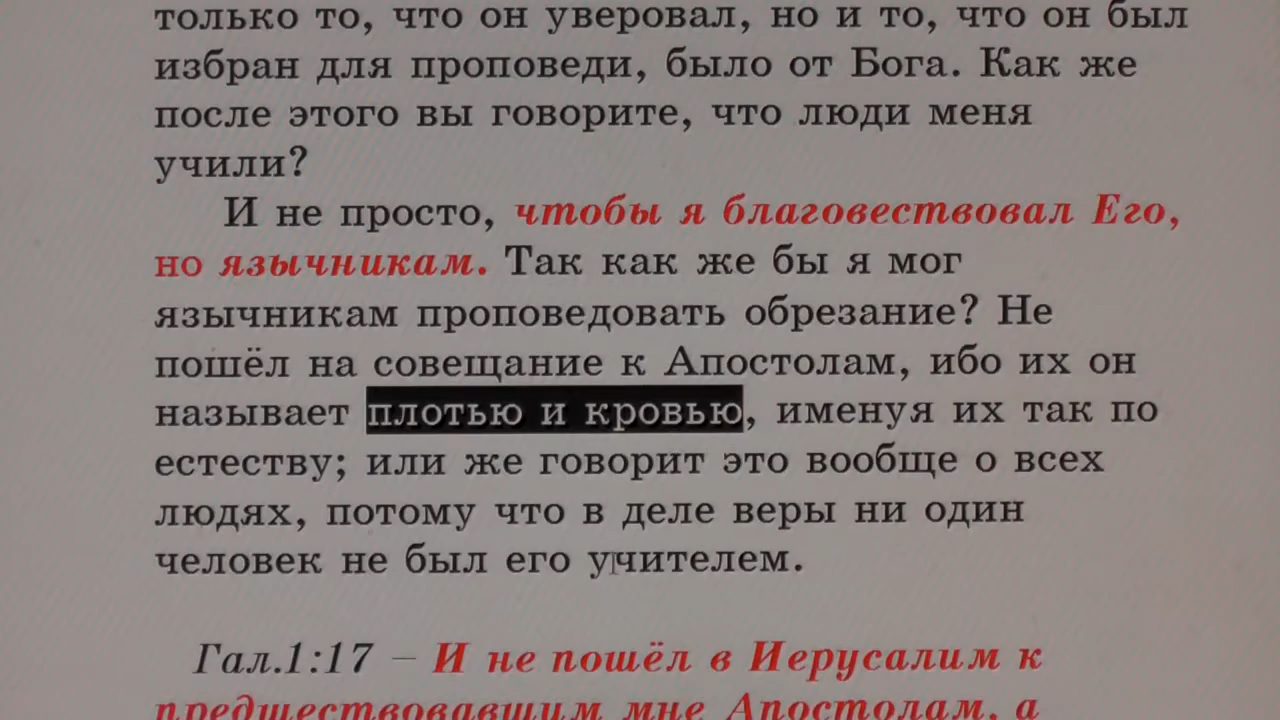 только то, что он уверовал, но и то, что он был
избран для проповеди, было от Бога. Как же
после этого вы говорите, что люди меня
учили?
И не просто, чтобы я благовествовал Его,
но язычникам. Так как же бы я мог
язычникам проповедовать обрезание? Не
пошёл на совещание к Апостолам, ибо их он
называет плотью и кровью, именуя их так по
естеству; или же говорит это вообще о всех
людях, потому что в деле веры ни один
человек не был его учителем.
Гал.1:17 – И не пошёл в Иерусалим к
предшествовавшим мне Апостолам, а